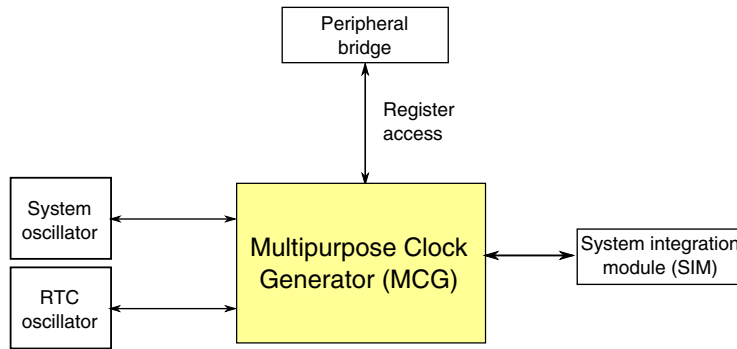 Peripheral
bridge
Register
access
System
oscillator
Multipurpose Clock
Generator (MCG)
System integration
module (SIM)
RTC
oscillator